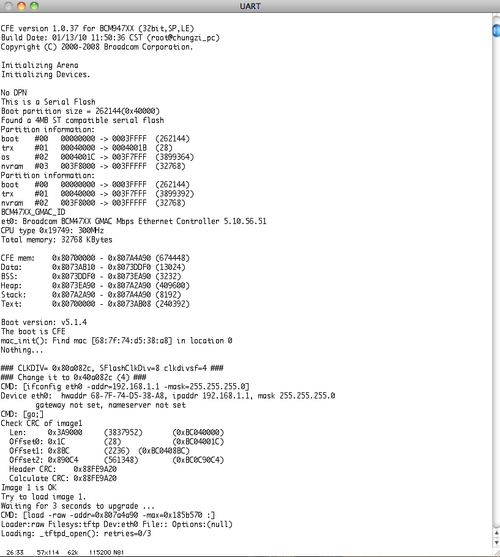 UART
CFE version 1.0.37 for BCM947XX (32bit,SP,LE)
Build Date: 01/13/10 11:50:36 CST (root@chungzi_pc)
Copyright (C) 2000-2008 Broadcom Corporation.
Initializing Arena
Initializing Devices.
No DPN
This is a Serial Flash
Boot partition size = 262144(0x40000)
Found a 4MB ST compatible serial flash
Partition information:
boot #00 00000000 -> 0003FFFF (262144)
trx #01 00040000 -> 0004001B (28)
os #02 0004001C -> 003F7FFF (3899364)
nvram #03 003F8000 -> 003FFFFF (32768)
Partition information:
boot #00 00000000 -> 0003FFFF (262144)
trx #01 00040000 -> 003F7FFF (3899392)
nvram #02 003F8000 -> 003FFFFF (32768)
BCM47XX_GMAC_ID
et0: Broadcom BCM47XX GMAC Mbps Ethernet Controller 5.10.56.51
CPU type 0x19749: 300MHz
Total memory: 32768 KBytes
CFE mem: 0x80700000 - 0x807A4A90 (674448)
Data: 0x8073AB10 - 0x8073DDF0 (13024)
BSS: 0x8073DDF0 - 0x8073EA90 (3232)
Heap: 0x8073EA90 - 0x807A2A90 (409600)
Stack: 0x807A2A90 - 0x807A4A90 (8192)
Text: 0x80700000 - 0x8073AB08 (240392)
Boot version: v5.1.4
The boot is CFE
mac_init(): Find mac [68:7f:74:d5:38:a8] in location 0
Nothing...
### CLKDIV= 0x80a082c, SFlashClkDiv=8 clkdivsf=4 ###
### Change it to 0x40a082c (4) ###
CMD: [ifconfig eth0 -addr=192.168.1.1 -mask=255.255.255.0]
Device eth0: hwaddr 68-7F-74-D5-38-A8, ipaddr 192.168.1.1, mask 255.255.255.0
gateway not set, nameserver not set
CMD: [go;]
Check CRC of image1
Len: 0x3A9000 (3837952) (0xBC040000)
Offset0: 0x1C (28) (0xBC04001C)
Offset1: 0x8BC (2236) (0xBC0408BC)
Offset2: 0x890C4 (561348) (0xBC0C90C4)
Header CRC: 0x88FE9A20
Calculate CRC: 0x88FE9A20
Image 1 is OK
Try to load image 1.
Waiting for 3 seconds to upgrade ...
CMD: [load -raw -addr=0x807a4a90 -max=0x185b570 :]
Loader:raw Filesys:tftp Dev:eth0 File:: Options:(null)
Loading: _tftpd_open(): retries=0/3
26:33 57x114 62k 115200 N81